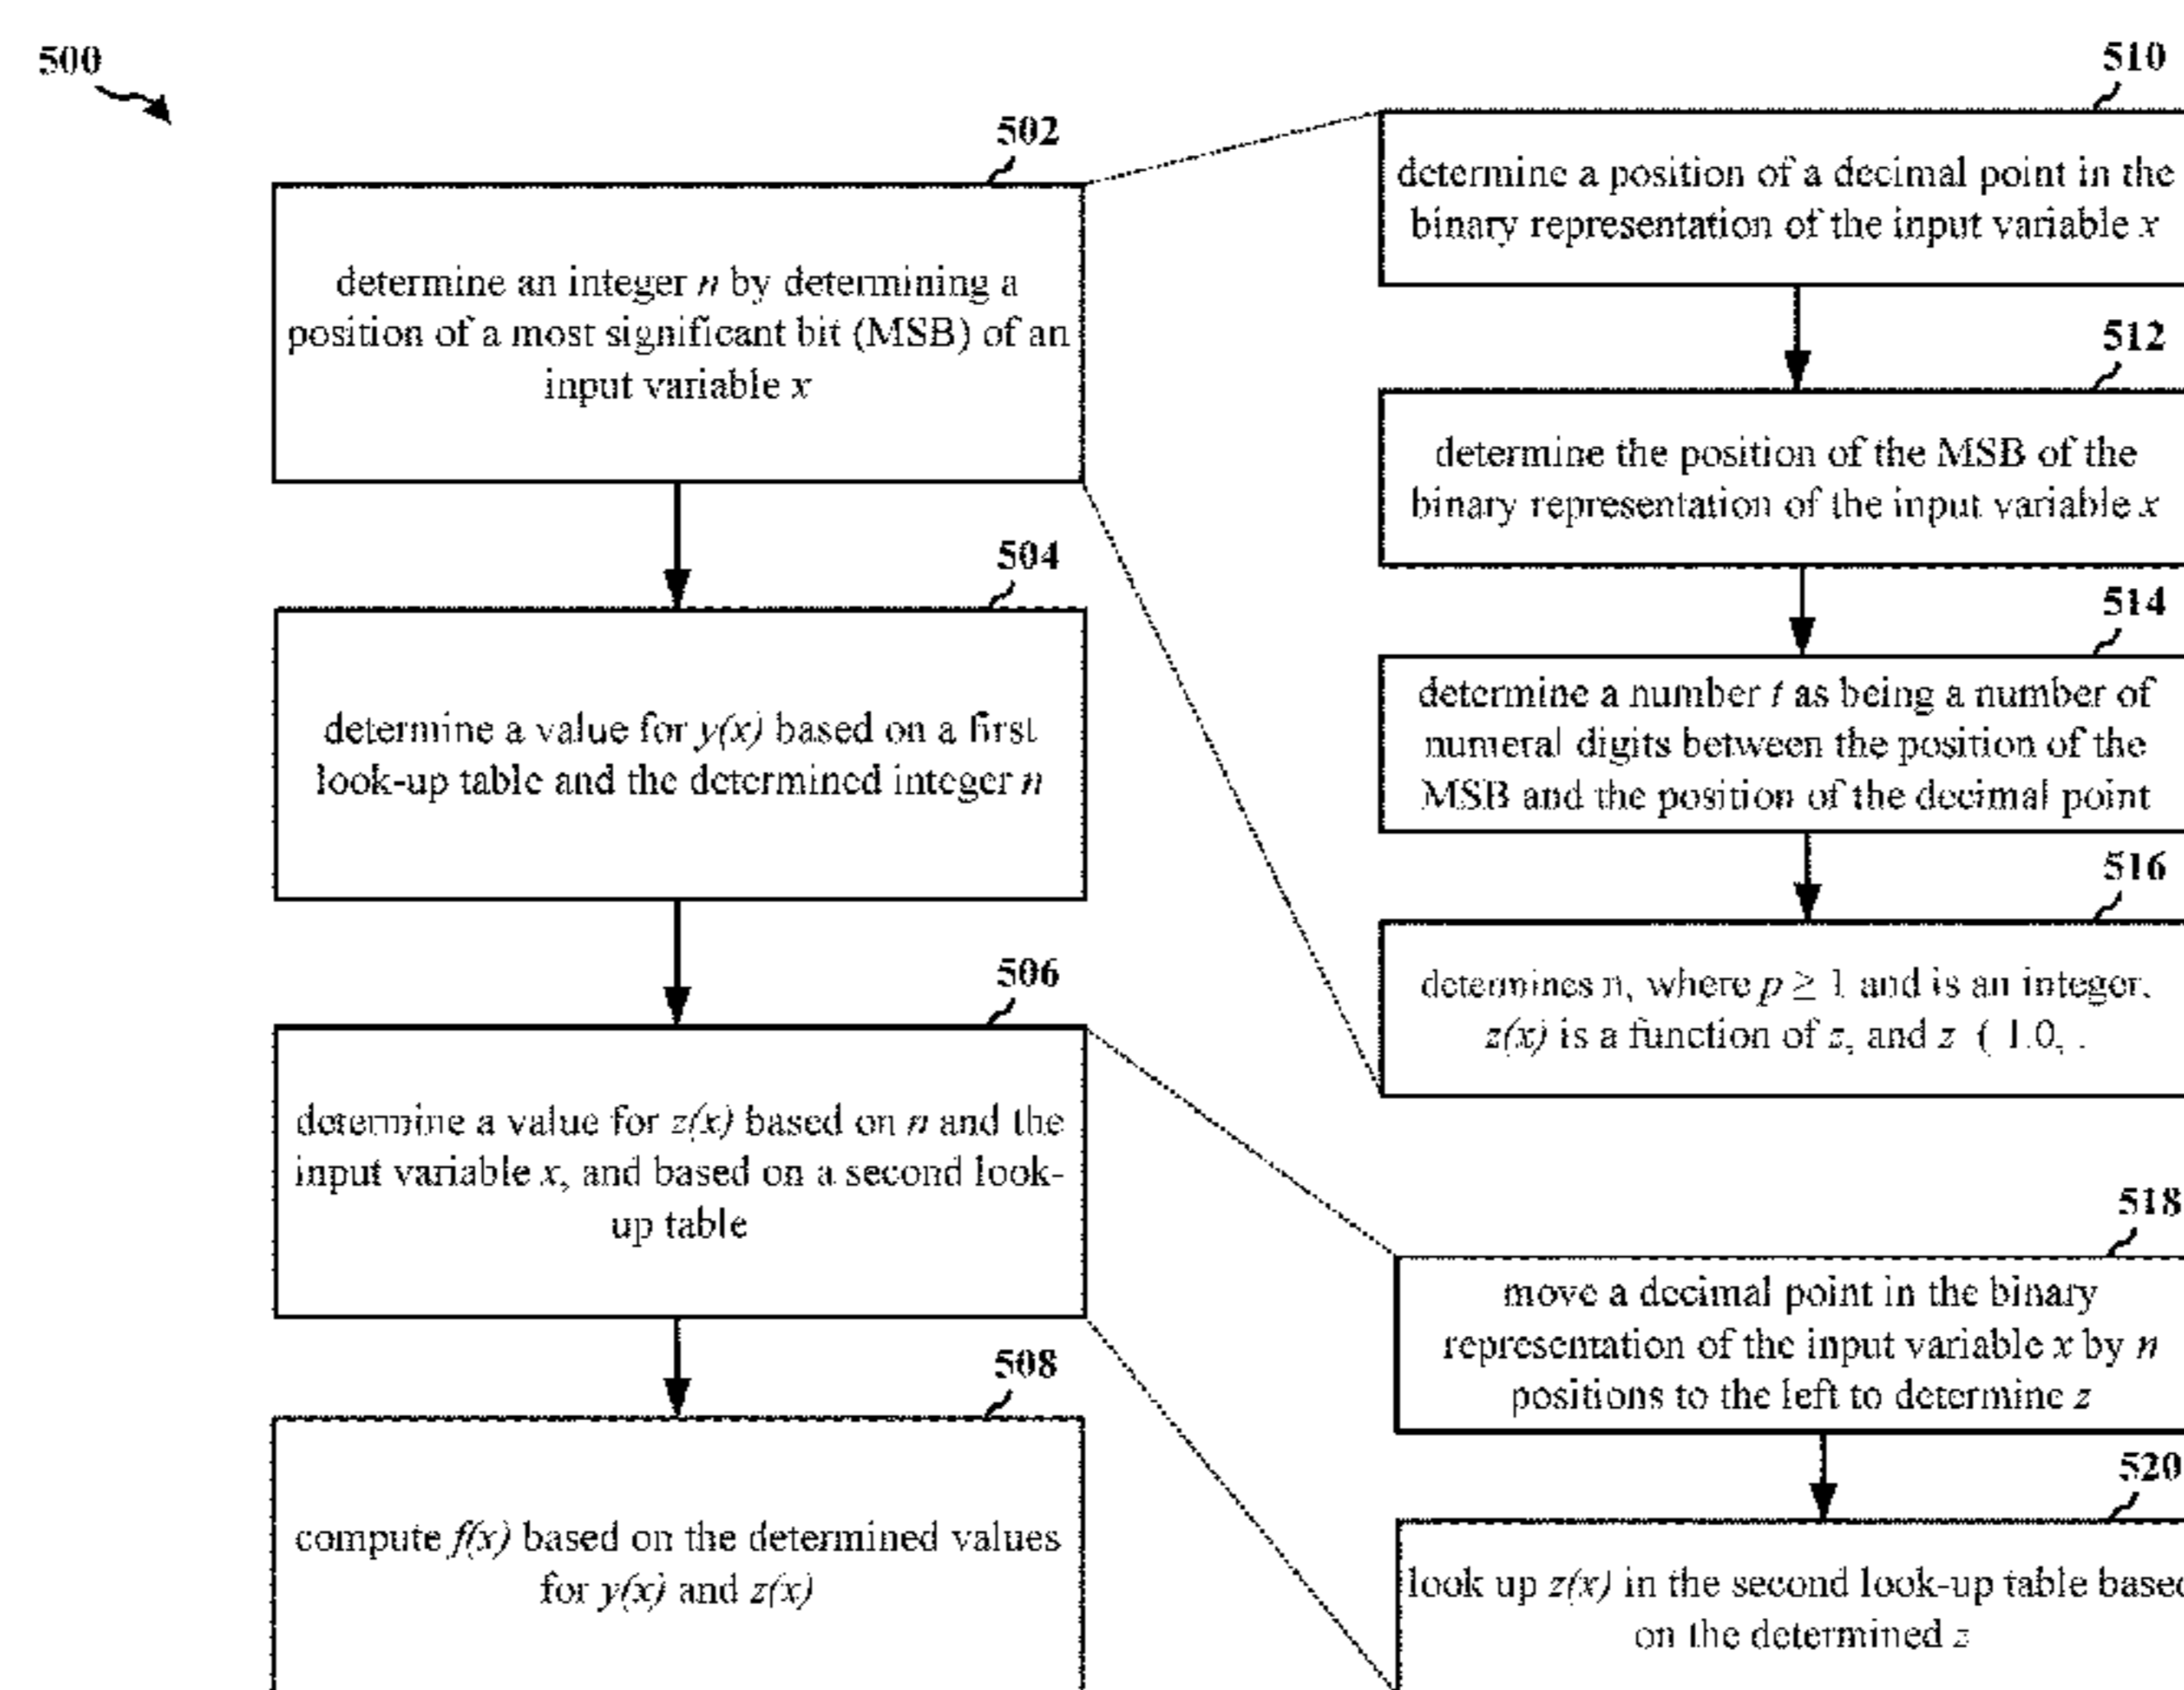 500
502
determine an integer n by determining a
position of a most significant bit (MSB) of an
input variable x
504
determine a value for y(x) based on a first
look-up table and the determined integer n
506
determine a value for z(x) based on n and the
input variable x, and based on a second look-
up table
508
compute f(x) based on the determined values
for y(x) and z(x)
510
determine a position of a decimal point in the
binary representation of the input variable x
512
determine the position of the MSB of the
binary representation of the input variable x
514
determine a number t as being a number of
numeral digits between the position of the
MSB and the position of the decimal point
516
determines n, where p ≥ 1 and is an integer,
z(x) is a function of z, and z ( 1.0, .
518
move a decimal point in the binary
representation of the input variable x by n
positions to the left to determine z
520
look up z(x) in the second look-up table based
on the determined z